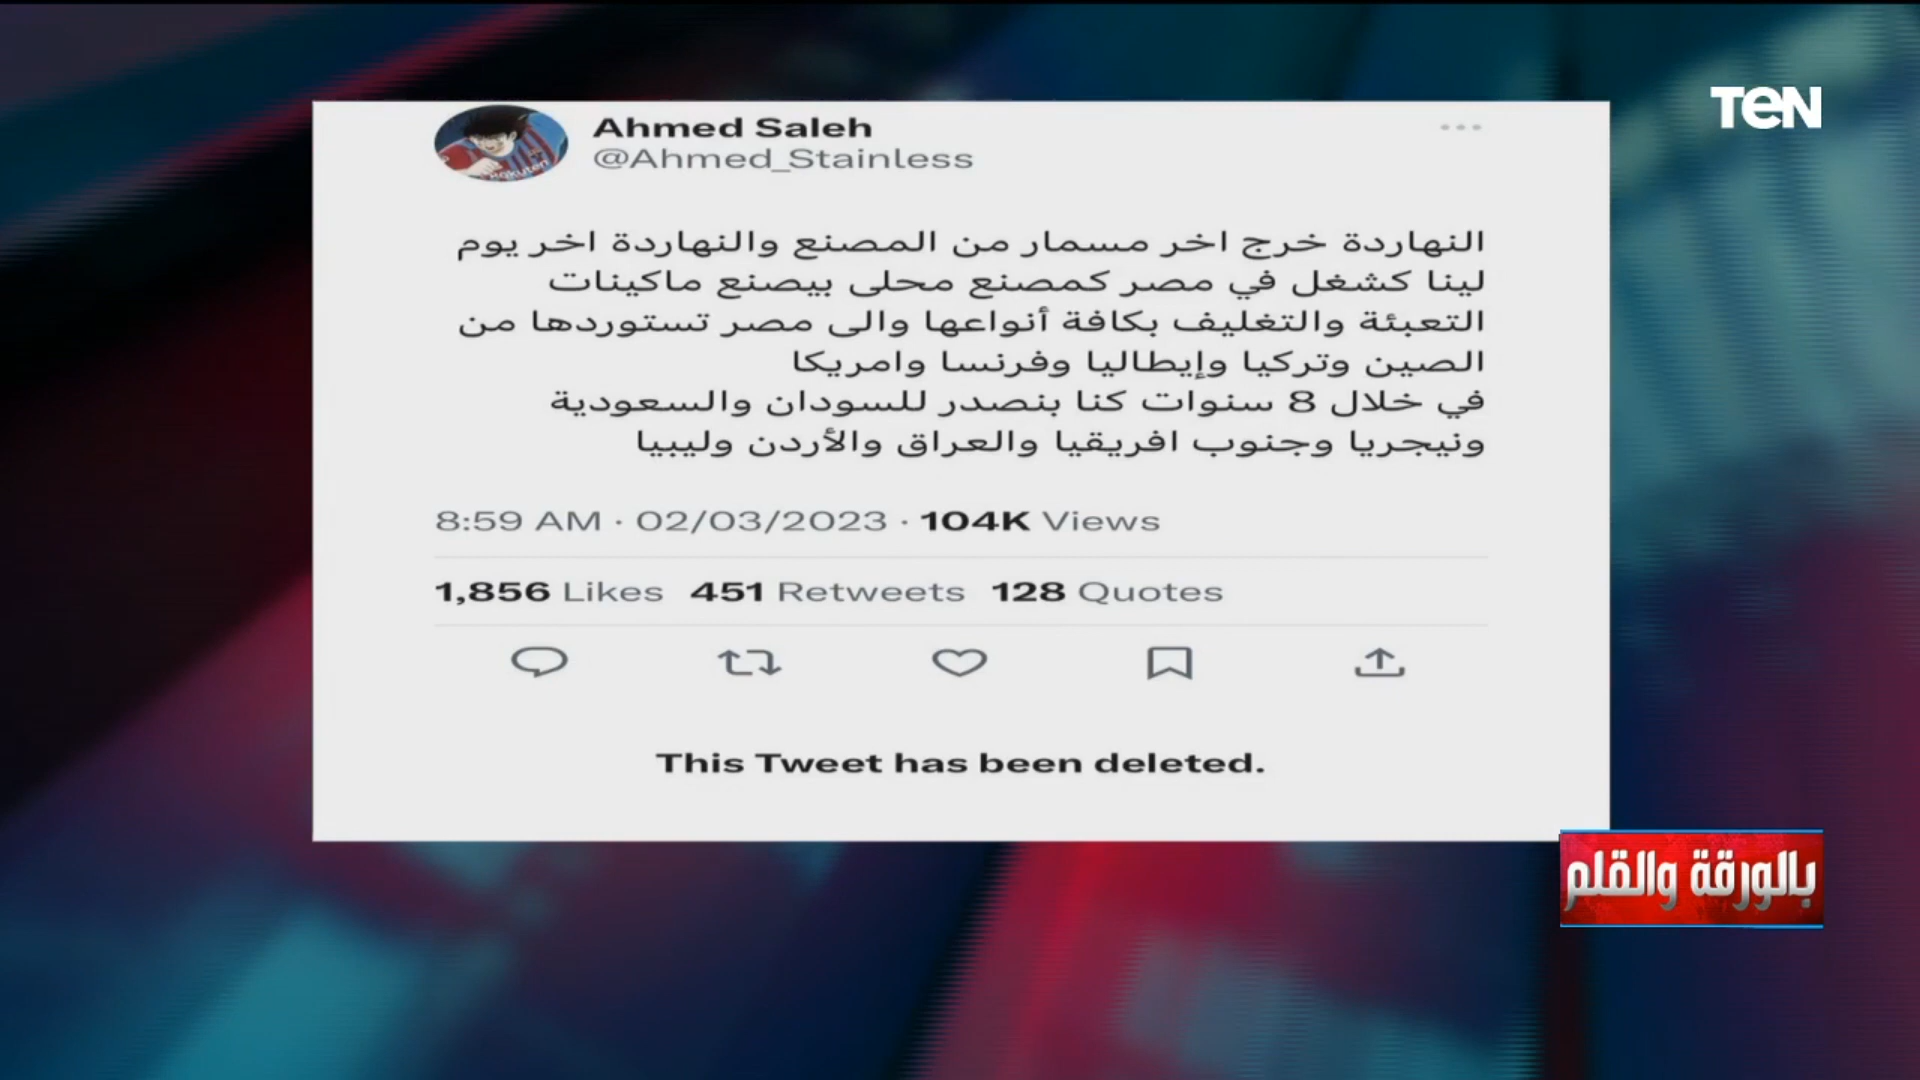 TeN
Ahmed Saleh
@Ahmed_Stainless
النهاردة خرج اخر مسمار من المصنع والنهاردة اخر يوم
لينا كشغل في مصر كمصنع محلى بيصنع ماكينات
التعبئة والتغليف بكافة أنواعها والى مصر تستوردها من
الصين وتركيا وإيطاليا وفرنسا وامريكا
في خلال 8 سنوات كنا بنصدر للسودان والسعودية
ونيجريا وجنوب افريقيا والعراق والأردن وليبيا
8:59 AM · 02/03/2023 · 104K Views
1,856 Likes 451 Retweets 128 Quotes
This Tweet has been deleted.
بالورقة والقلم